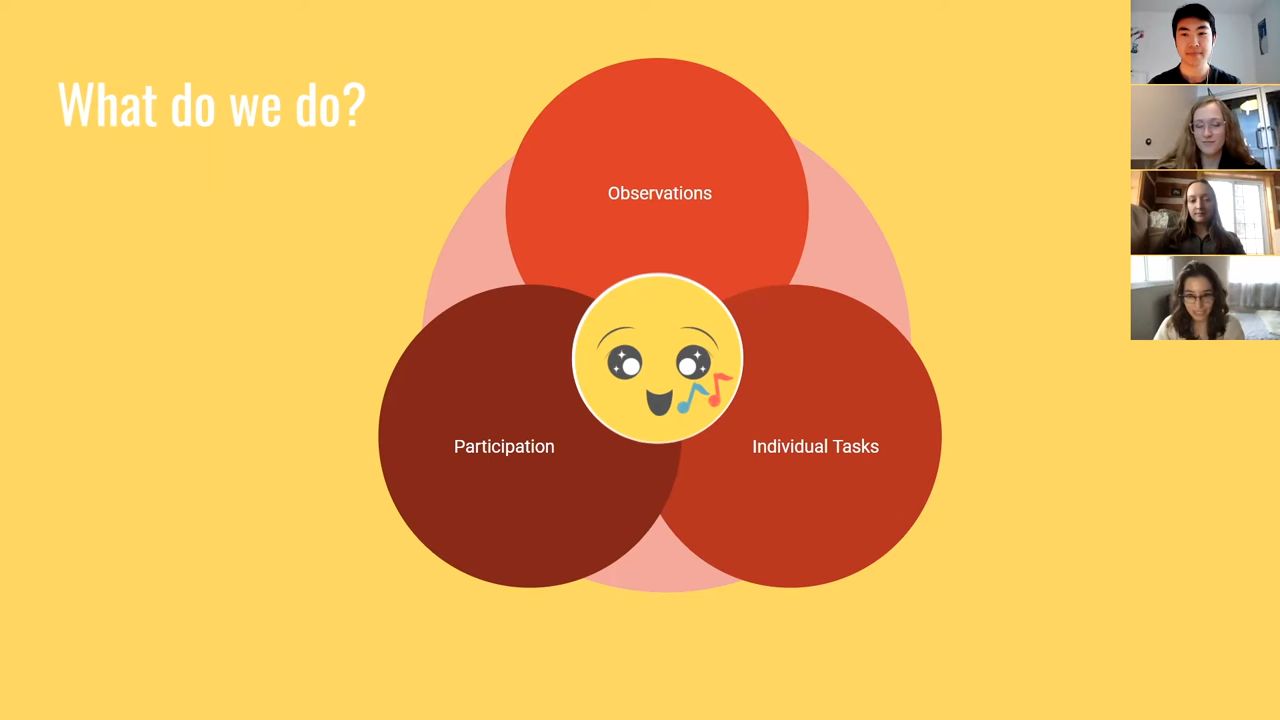 What do we do?
Observations
Participation
Individual Tasks